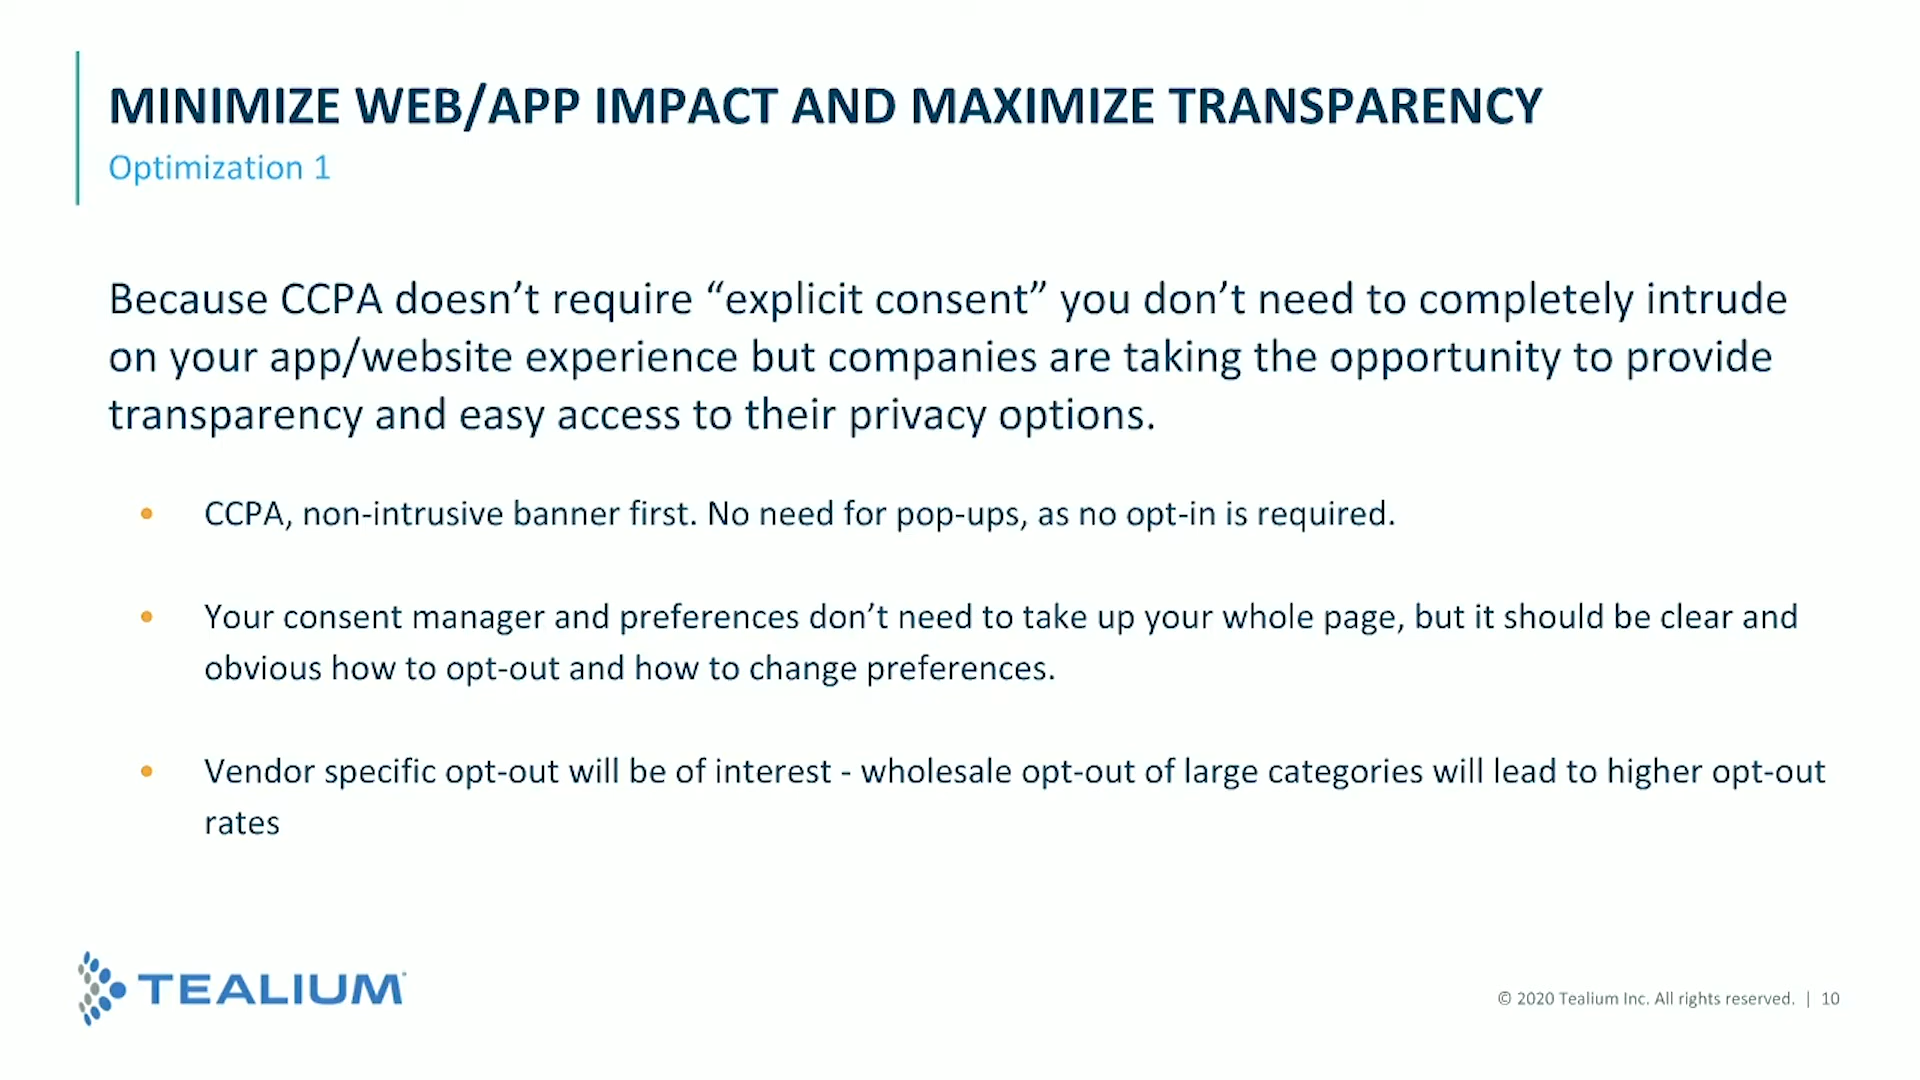 MINIMIZE WEB/APP IMPACT AND MAXIMIZE TRANSPARENCY
Optimization 1
Because CCPA doesn’t require “explicit consent” you don’t need to completely intrude
on your app/website experience but companies are taking the opportunity to provide
transparency and easy access to their privacy options.
• CCPA, non-intrusive banner first. No need for pop-ups, as no opt-in is required.
• Your consent manager and preferences don’t need to take up your whole page, but it should be clear and
obvious how to opt-out and how to change preferences.
• Vendor specific opt-out will be of interest - wholesale opt-out of large categories will lead to higher opt-out
rates
TEALIUM
© 2020 Tealium Inc. All rights reserved. | 10